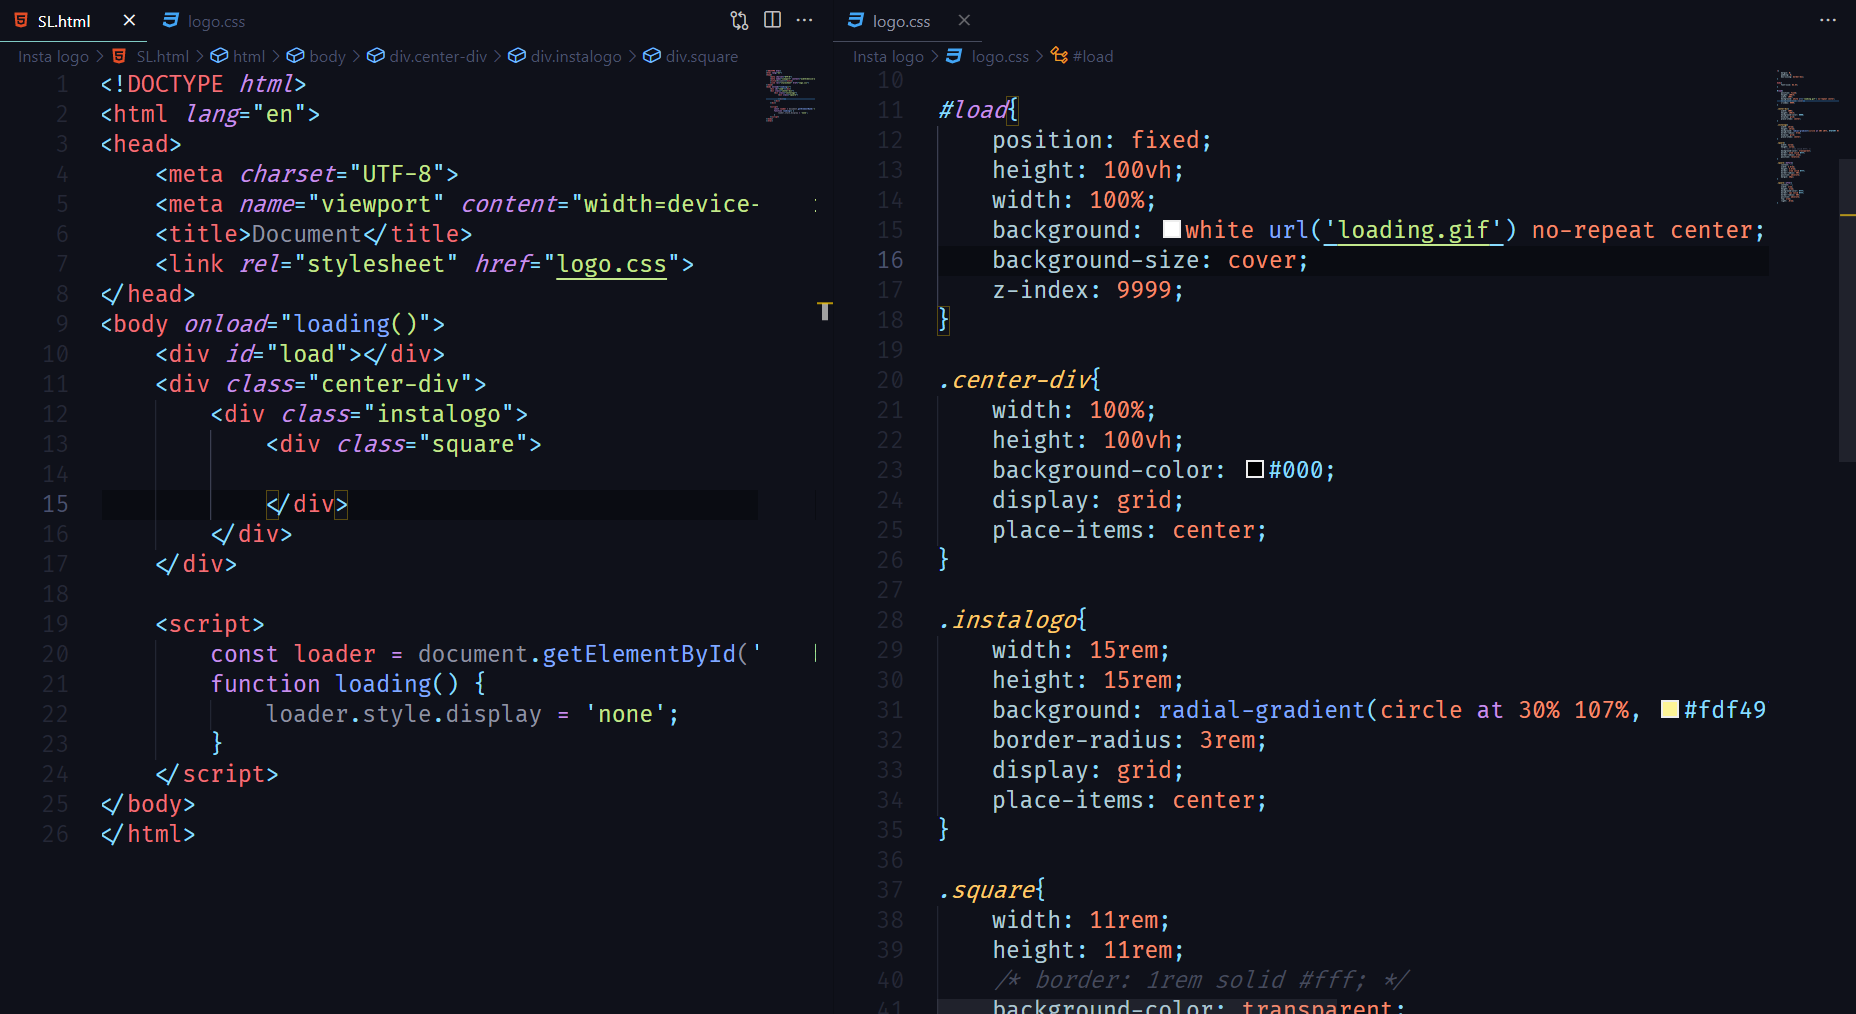 SL.html
logo.css
logo.css
Insta logo > SL.html > html > body > div.center-div > div.instalogo > div.square
1 <!DOCTYPE html>
2 <html lang="en">
3 <head>
4 <meta charset="UTF-8">
5 <meta name="viewport" content="width=device-
6 <title>Document</title>
7 <link rel="stylesheet" href="logo.css">
8 </head>
9 <body onload="loading()">
10 <div id="load"></div>
11 <div class="center-div">
12 <div class="instalogo">
13 <div class="square">
14
15 </div>
16 </div>
17 </div>
18
19 <script>
20 const loader = document.getElementById('
21 function loading() {
22 loader.style.display = 'none';
23 }
24 </script>
25 </body>
26 </html>
Insta logo > logo.css > #load
10
11 #load{
12 position: fixed;
13 height: 100vh;
14 width: 100%;
15 background: white url('loading.gif') no-repeat center;
16 background-size: cover;
17 z-index: 9999;
18 }
19
20 .center-div{
21 width: 100%;
22 height: 100vh;
23 background-color: #000;
24 display: grid;
25 place-items: center;
26 }
27
28 .instalogo{
29 width: 15rem;
30 height: 15rem;
31 background: radial-gradient(circle at 30% 107%, #fdf49
32 border-radius: 3rem;
33 display: grid;
34 place-items: center;
35 }
36
37 .square{
38 width: 11rem;
39 height: 11rem;
40 /* border: 1rem solid #fff; */
41 background-color: transparent;